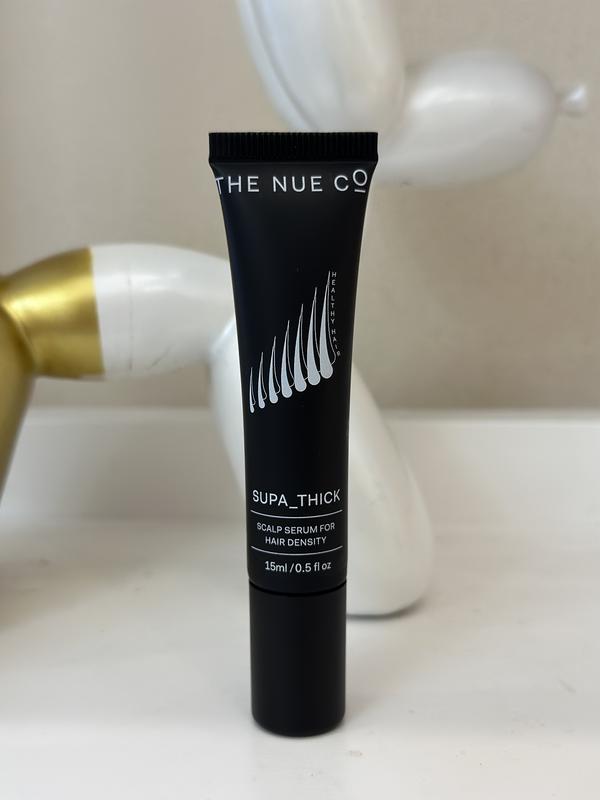 THE NUE CO
HEALTHY HAIR
SUPA_THICK
SCALP SERUM FOR
HAIR DENSITY
15ml / 0.5 fl oz